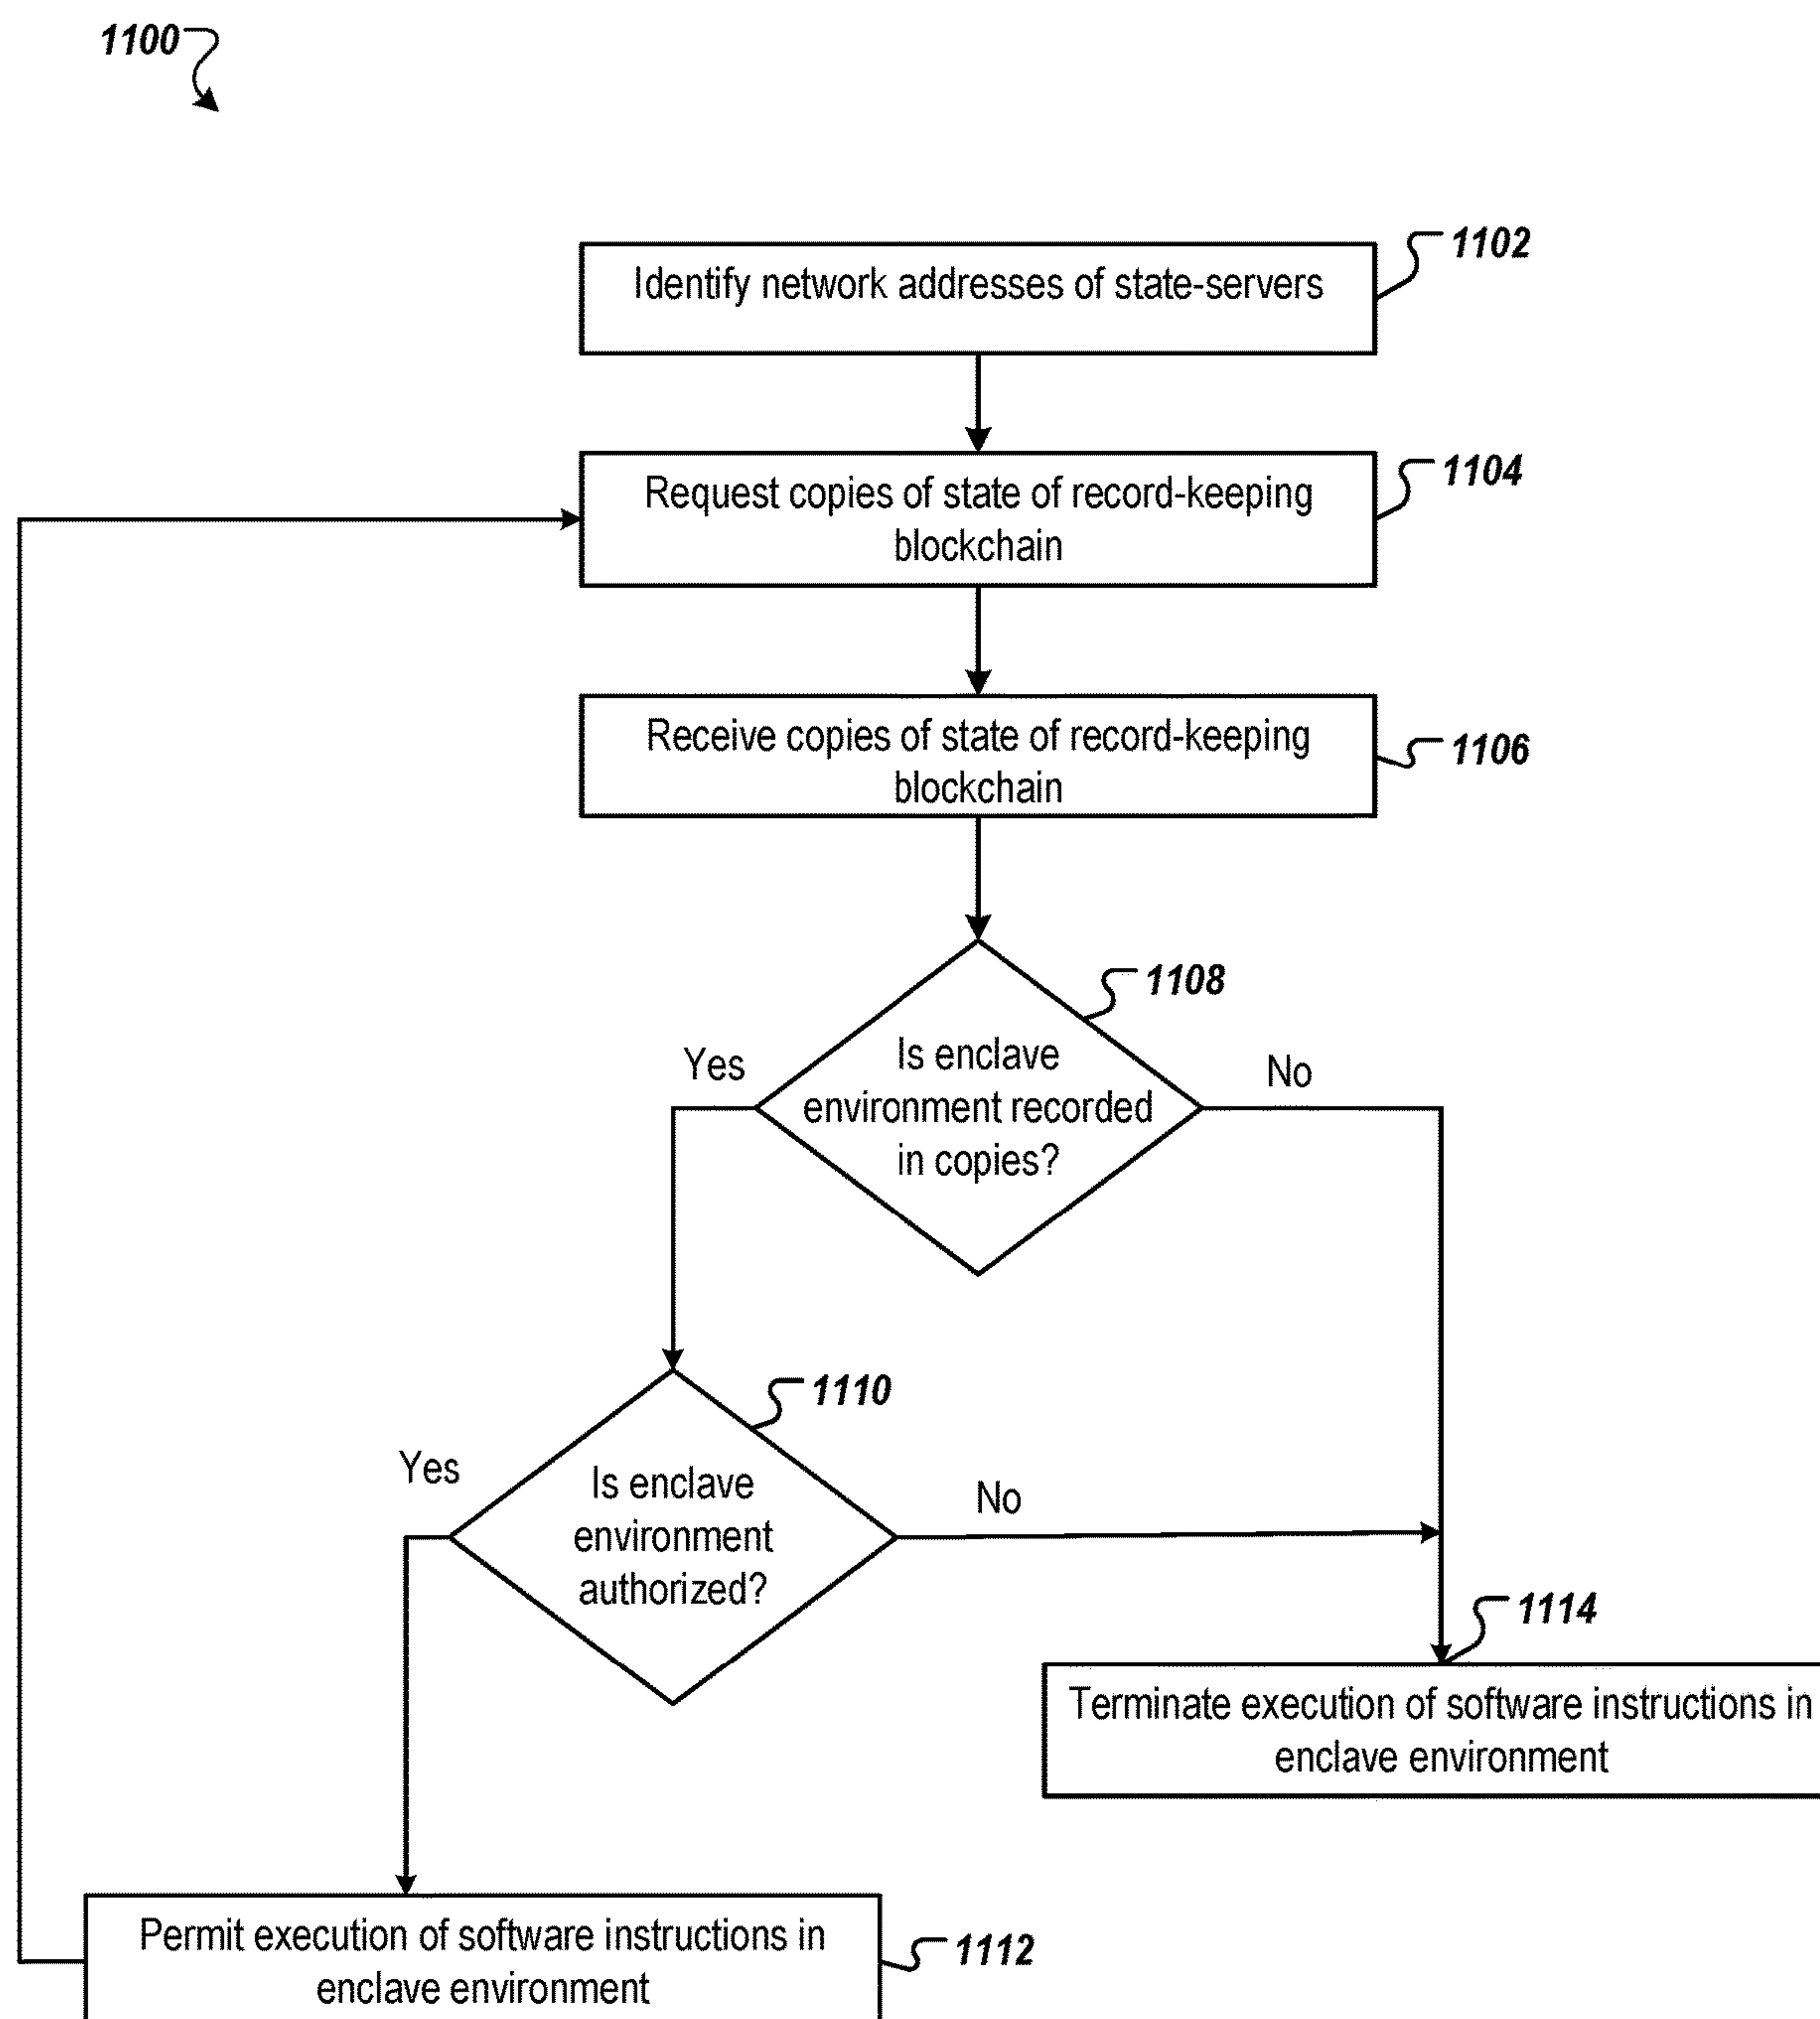 1100
Identify network addresses of state-servers
1102
Request copies of state of record-keeping
blockchain
1104
Receive copies of state of record-keeping
blockchain
1106
1108
Is enclave
environment recorded
in copies?
Yes
No
1110
Is enclave
environment
authorized?
Yes
No
1114
Terminate execution of software instructions in
enclave environment
Permit execution of software instructions in
enclave environment
1112